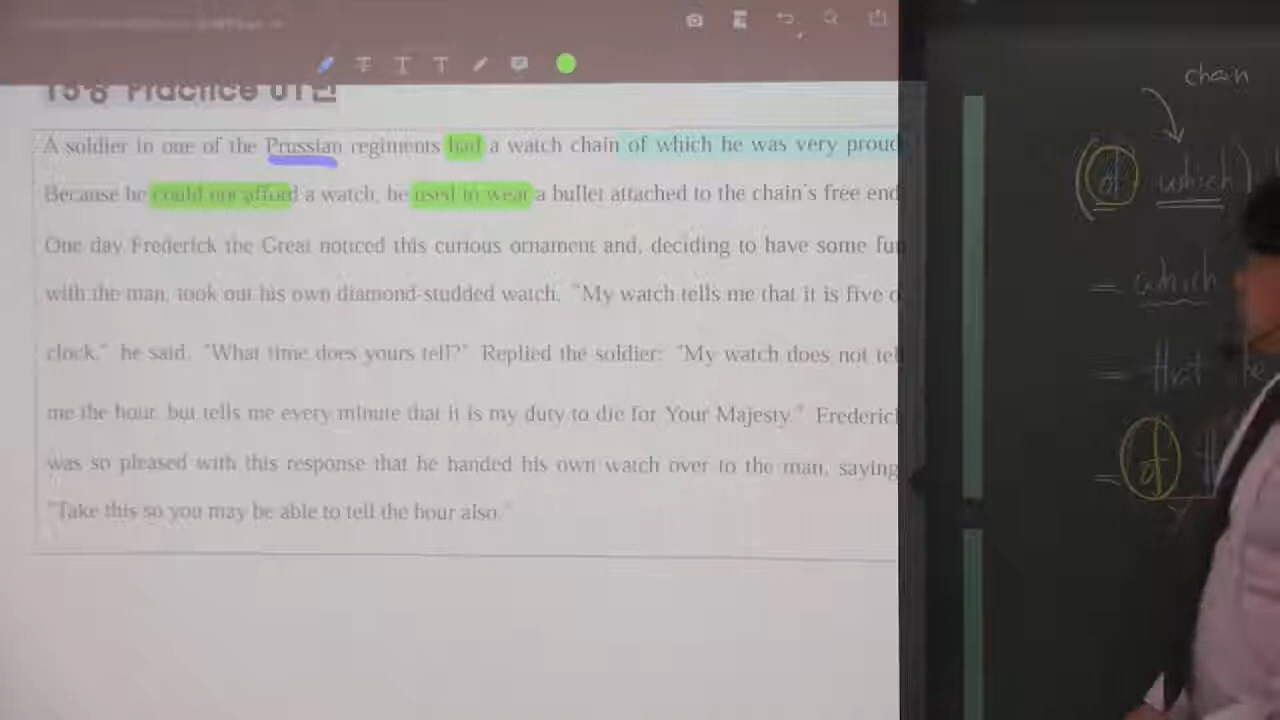 15-8 Practice 01번
A soldier in one of the Prussian regiments had a watch chain of which he was very proud
Because he could not afford a watch, he used to wear a bullet attached to the chain's free end
One day Frederick the Great noticed this curious ornament and, deciding to have some fun
with the man, took out his own diamond-studded watch. "My watch tells me that it is five o
clock," he said. "What time does yours tell?" Replied the soldier: "My watch does not tell
me the hour, but tells me every minute that it is my duty to die for Your Majesty." Frederick
was so pleased with this response that he handed his own watch over to the man, saying
"Take this so you may be able to tell the hour also."
chain
(of which)
= which
= that he
= of